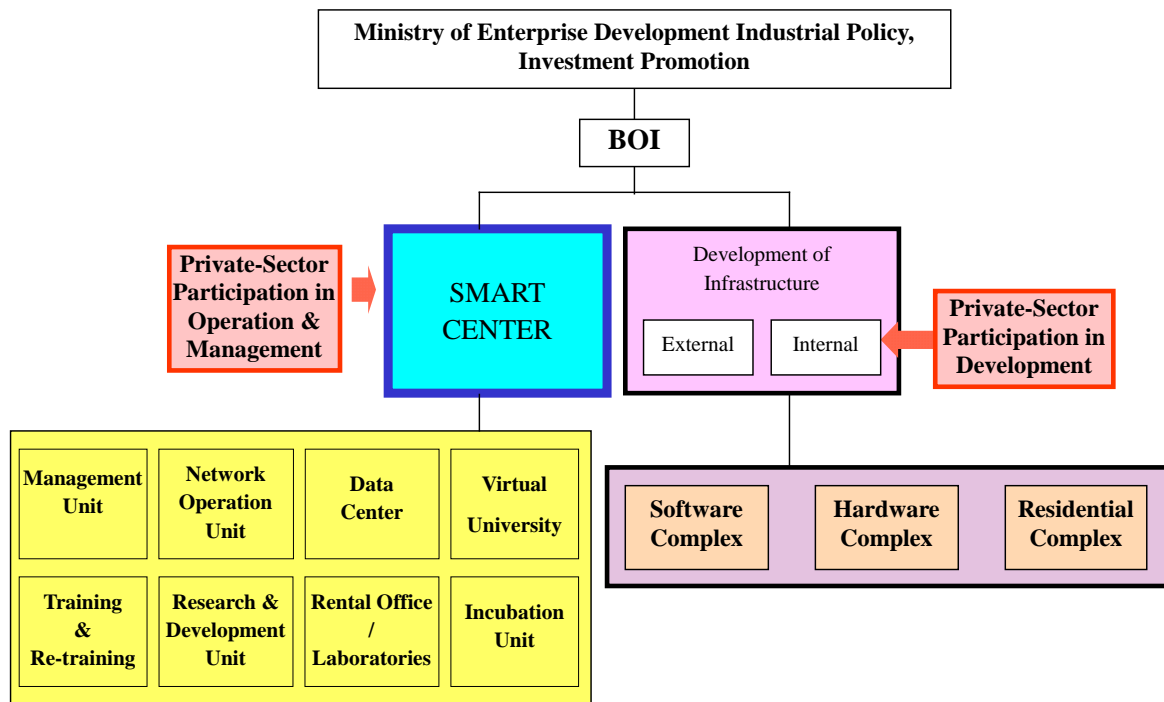 Ministry of Enterprise Development Industrial Policy,
Investment Promotion
BOI
Private-Sector
Participation in
Operation &
Management
SMART
CENTER
Development of
Infrastructure
External
Internal
Private-Sector
Participation in
Development
Management
Unit
Network
Operation
Unit
Data
Center
Virtual
University
Training
&
Re-training
Research &
Development
Unit
Rental Office
/
Laboratories
Incubation
Unit
Software
Complex
Hardware
Complex
Residential
Complex